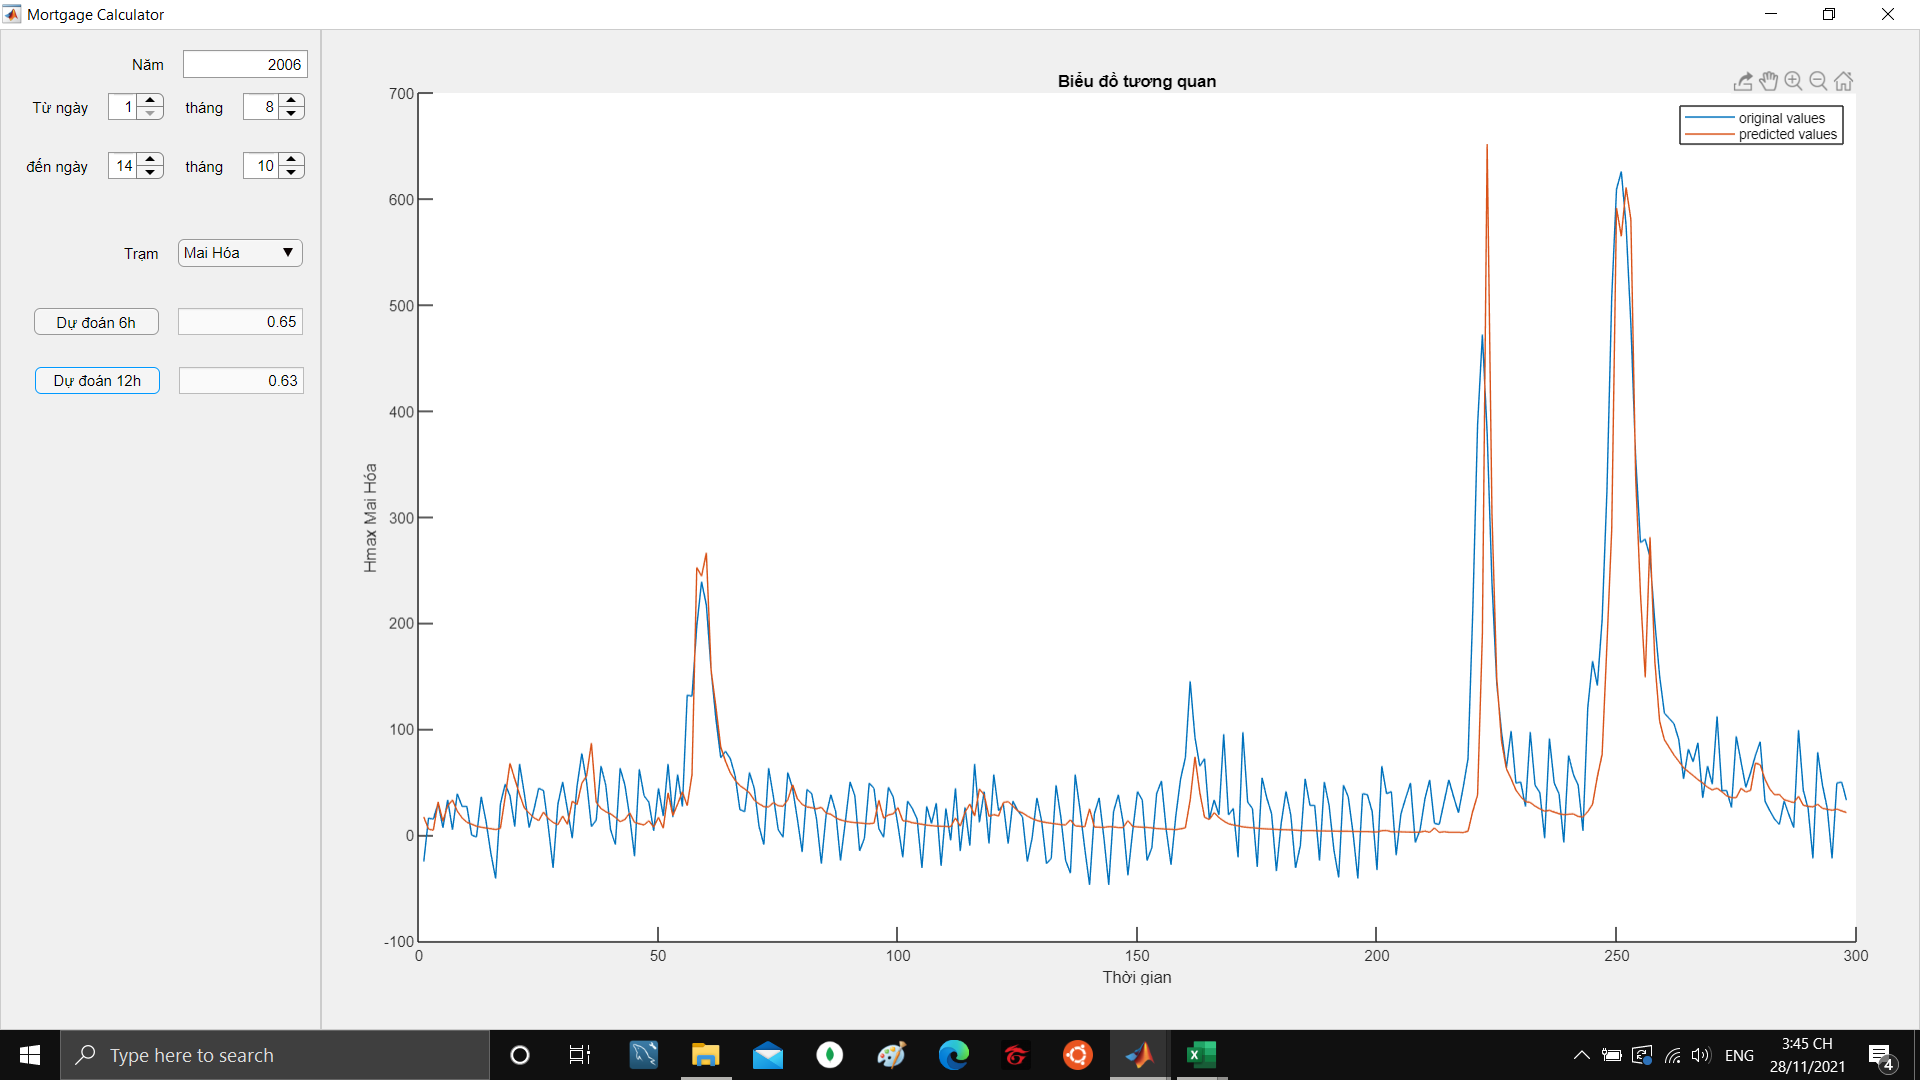 Mortgage Calculator
Năm 2006
Từ ngày 1 tháng 8
đến ngày 14 tháng 10
Trạm Mai Hóa
Dự đoán 6h 0.65
Dự đoán 12h 0.63
Biểu đồ tương quan
original values
predicted values
700
600
500
400
300
200
100
0
-100
Hmax Mai Hóa
0 50 100 150 200 250 300
Thời gian
Type here to search
X
ENG
3:45 CH
28/11/2021
4